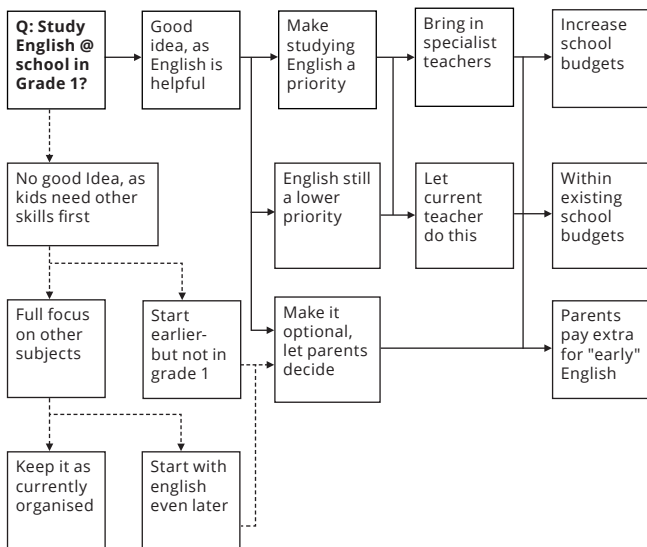 Q: Study
English @
school in
Grade 1?
Good
idea, as
English is
helpful
Make
studying
English a
priority
Bring in
specialist
teachers
Increase
school
budgets
No good Idea, as
kids need other
skills first
English still
a lower
priority
Let
current
teacher
do this
Within
existing
school
budgets
Full focus
on other
subjects
Start
earlier-
but not in
grade 1
Make it
optional,
let parents
decide
Parents
pay extra
for "early"
English
Keep it as
currently
organised
Start with
english
even later